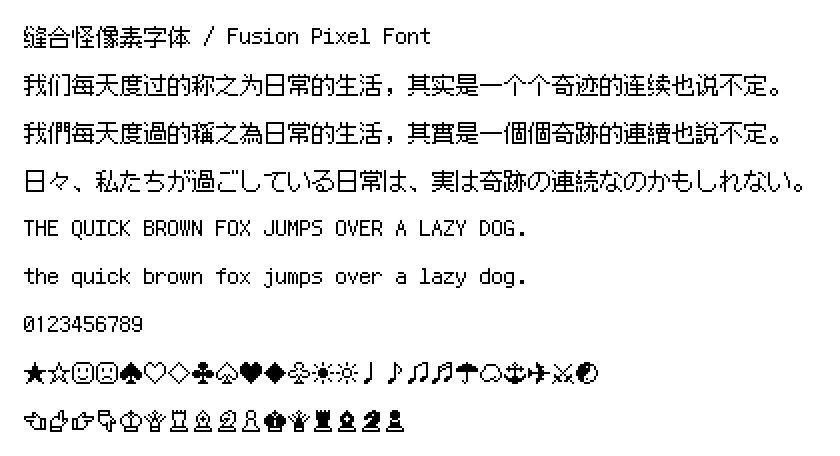 缝合怪像素字体 / Fusion Pixel Font
我们每天度过的称之为日常的生活，其实是一个个奇迹的连续也说不定。
我們每天度過的稱之為日常的生活，其實是一個個奇跡的連續也說不定。
日々、私たちが過ごしている日常は、実は奇跡の連続なのかもしれない。
THE QUICK BROWN FOX JUMPS OVER A LAZY DOG.
the quick brown fox jumps over a lazy dog.
0123456789
★☆☺☹♠♡♢♣♤♥♦♧☀☼♩♪♫♬☂☁⚓✈⚔☯
☜☝☞☟♔♕♖♗♘♙♚♛♜♝♞♟